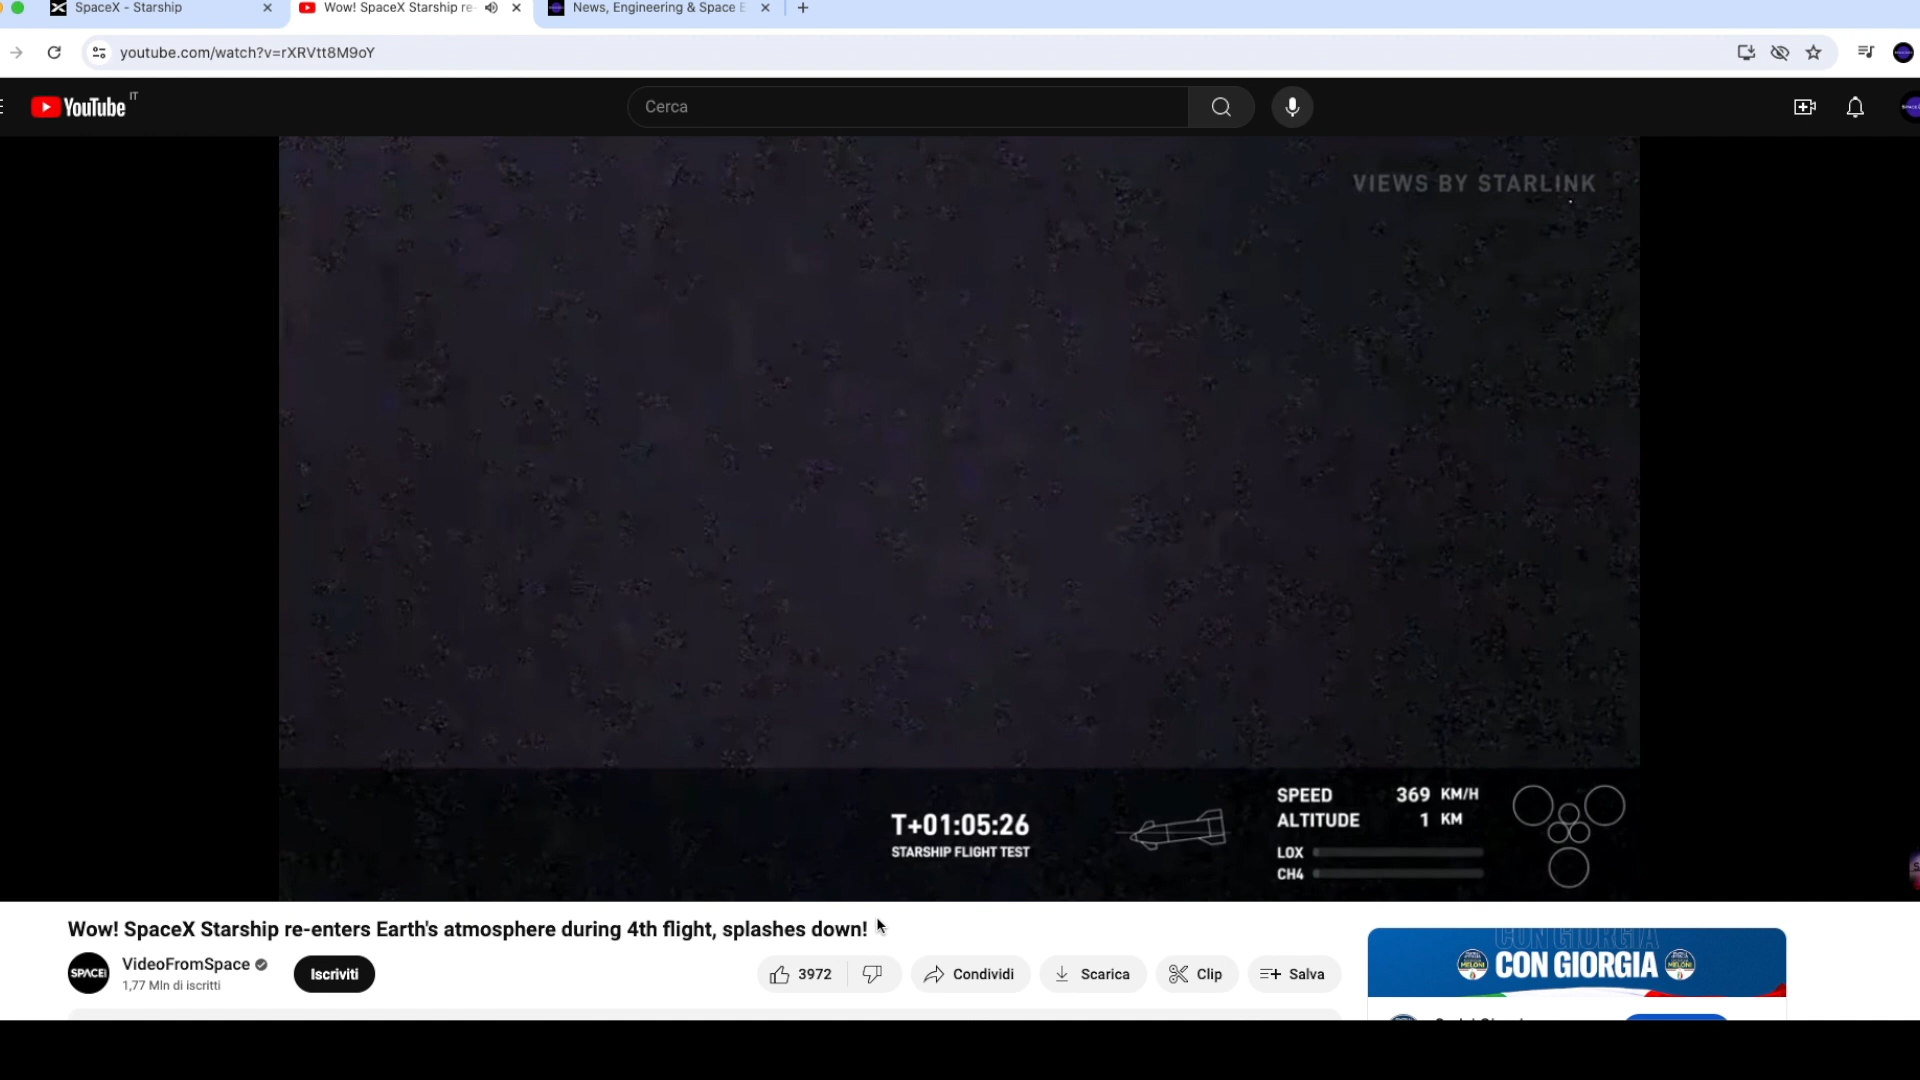 SpaceX - Starship
Wow! SpaceX Starship re-
News, Engineering & Space E
youtube.com/watch?v=rXRVtt8M9oY
YouTube IT
Cerca
VIEWS BY STARLINK
T+01:05:26
STARSHIP FLIGHT TEST
SPEED 369 KM/H
ALTITUDE 1 KM
LOX
CH4
Wow! SpaceX Starship re-enters Earth's atmosphere during 4th flight, splashes down!
SPACE
VideoFromSpace
1,77 Mln di iscritti
Iscriviti
3972
Condividi
Scarica
Clip
Salva
MELONI
CON GIORGIA
MELONI